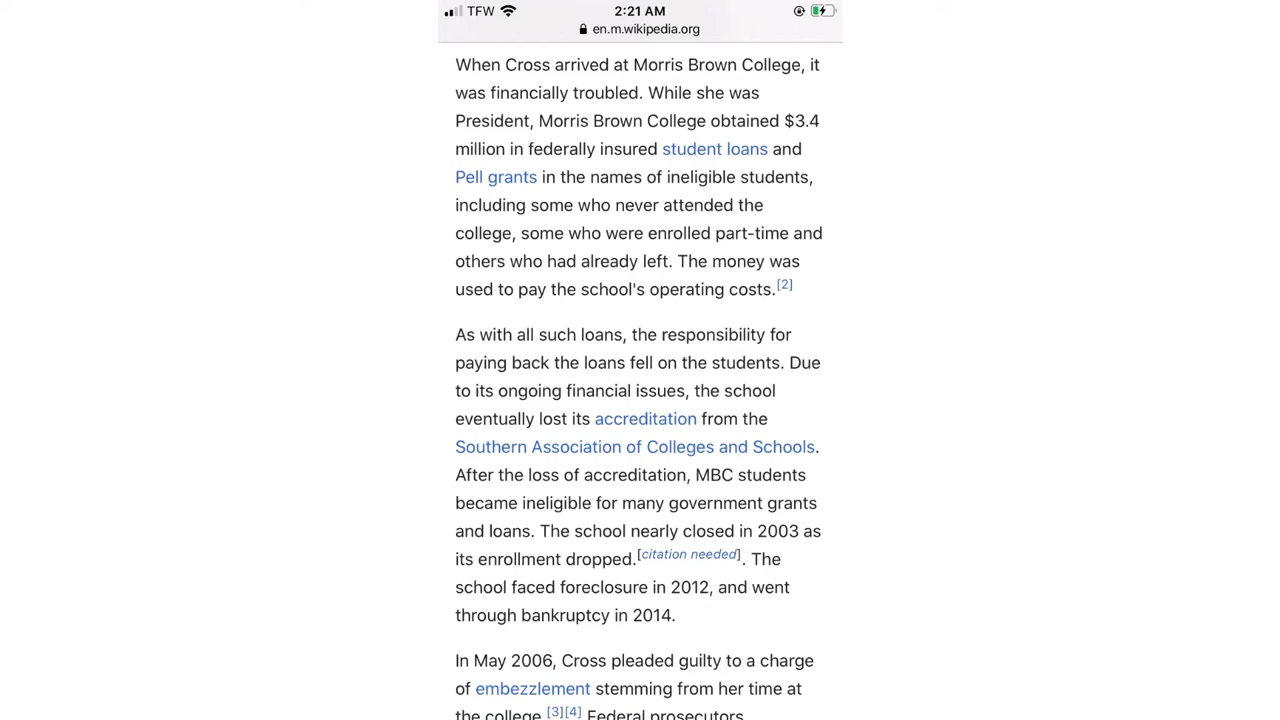 TFW
2:21 AM
en.m.wikipedia.org
When Cross arrived at Morris Brown College, it
was financially troubled. While she was
President, Morris Brown College obtained $3.4
million in federally insured student loans and
Pell grants in the names of ineligible students,
including some who never attended the
college, some who were enrolled part-time and
others who had already left. The money was
used to pay the school's operating costs.[2]
As with all such loans, the responsibility for
paying back the loans fell on the students. Due
to its ongoing financial issues, the school
eventually lost its accreditation from the
Southern Association of Colleges and Schools.
After the loss of accreditation, MBC students
became ineligible for many government grants
and loans. The school nearly closed in 2003 as
its enrollment dropped.[citation needed]. The
school faced foreclosure in 2012, and went
through bankruptcy in 2014.
In May 2006, Cross pleaded guilty to a charge
of embezzlement stemming from her time at
the college.[3][4] Federal prosecutors